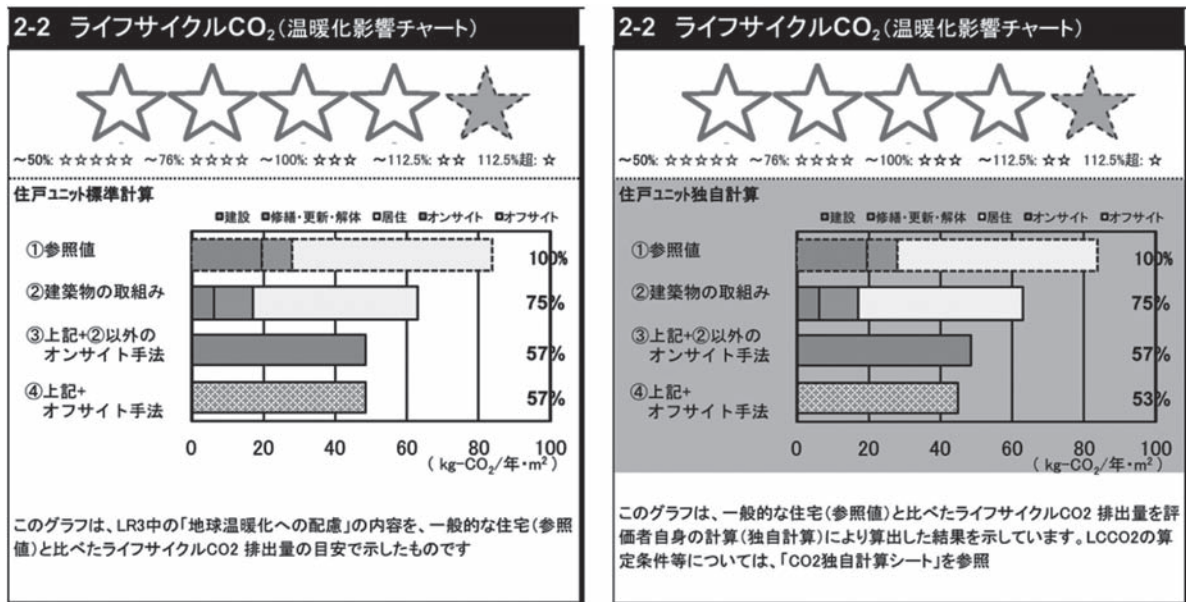 2-2 ライフサイクルCO₂(温暖化影響チャート)
~50%: ☆☆☆☆☆ ~76%: ☆☆☆☆ ~100%: ☆☆☆ ~112.5%: ☆☆ 112.5%超: ☆
住戸ユニット標準計算
■建設 ■修繕・更新・解体 □居住 ■オンサイト ■オフサイト
①参照値 100%
②建築物の取組み 75%
③上記+②以外の
オンサイト手法 57%
④上記+
オフサイト手法 57%
0 20 40 60 80 100
( kg-CO₂/年・m²)
このグラフは、LR3中の「地球温暖化への配慮」の内容を、一般的な住宅(参照
値)と比べたライフサイクルCO2 排出量の目安で示したものです
2-2 ライフサイクルCO₂(温暖化影響チャート)
~50%: ☆☆☆☆☆ ~76%: ☆☆☆☆ ~100%: ☆☆☆ ~112.5%: ☆☆ 112.5%超: ☆
住戸ユニット独自計算
■建設 ■修繕・更新・解体 □居住 ■オンサイト ■オフサイト
①参照値 100%
②建築物の取組み 75%
③上記+②以外の
オンサイト手法 57%
④上記+
オフサイト手法 53%
0 20 40 60 80 100
( kg-CO₂/年・m²)
このグラフは、一般的な住宅(参照値)と比べたライフサイクルCO2 排出量を評
価者自身の計算(独自計算)により算出した結果を示しています。LCCO2の算
定条件等については、「CO2独自計算シート」を参照